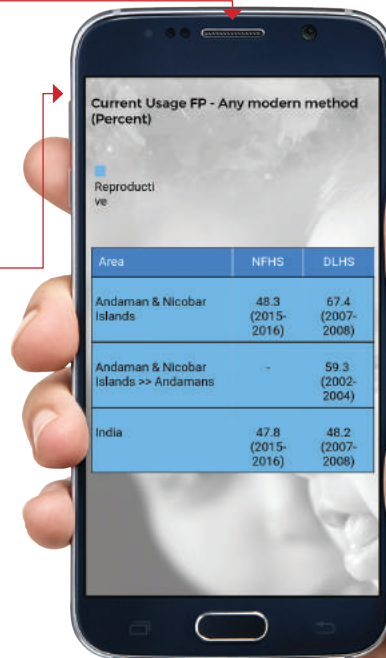 Current Usage FP - Any modern method
(Percent)
Reproducti
ve
Area NFHS DLHS
Andaman & Nicobar
Islands
48.3
(2015-
2016)
67.4
(2007-
2008)
Andaman & Nicobar
Islands >> Andamans
-
59.3
(2002-
2004)
India
47.8
(2015-
2016)
48.2
(2007-
2008)